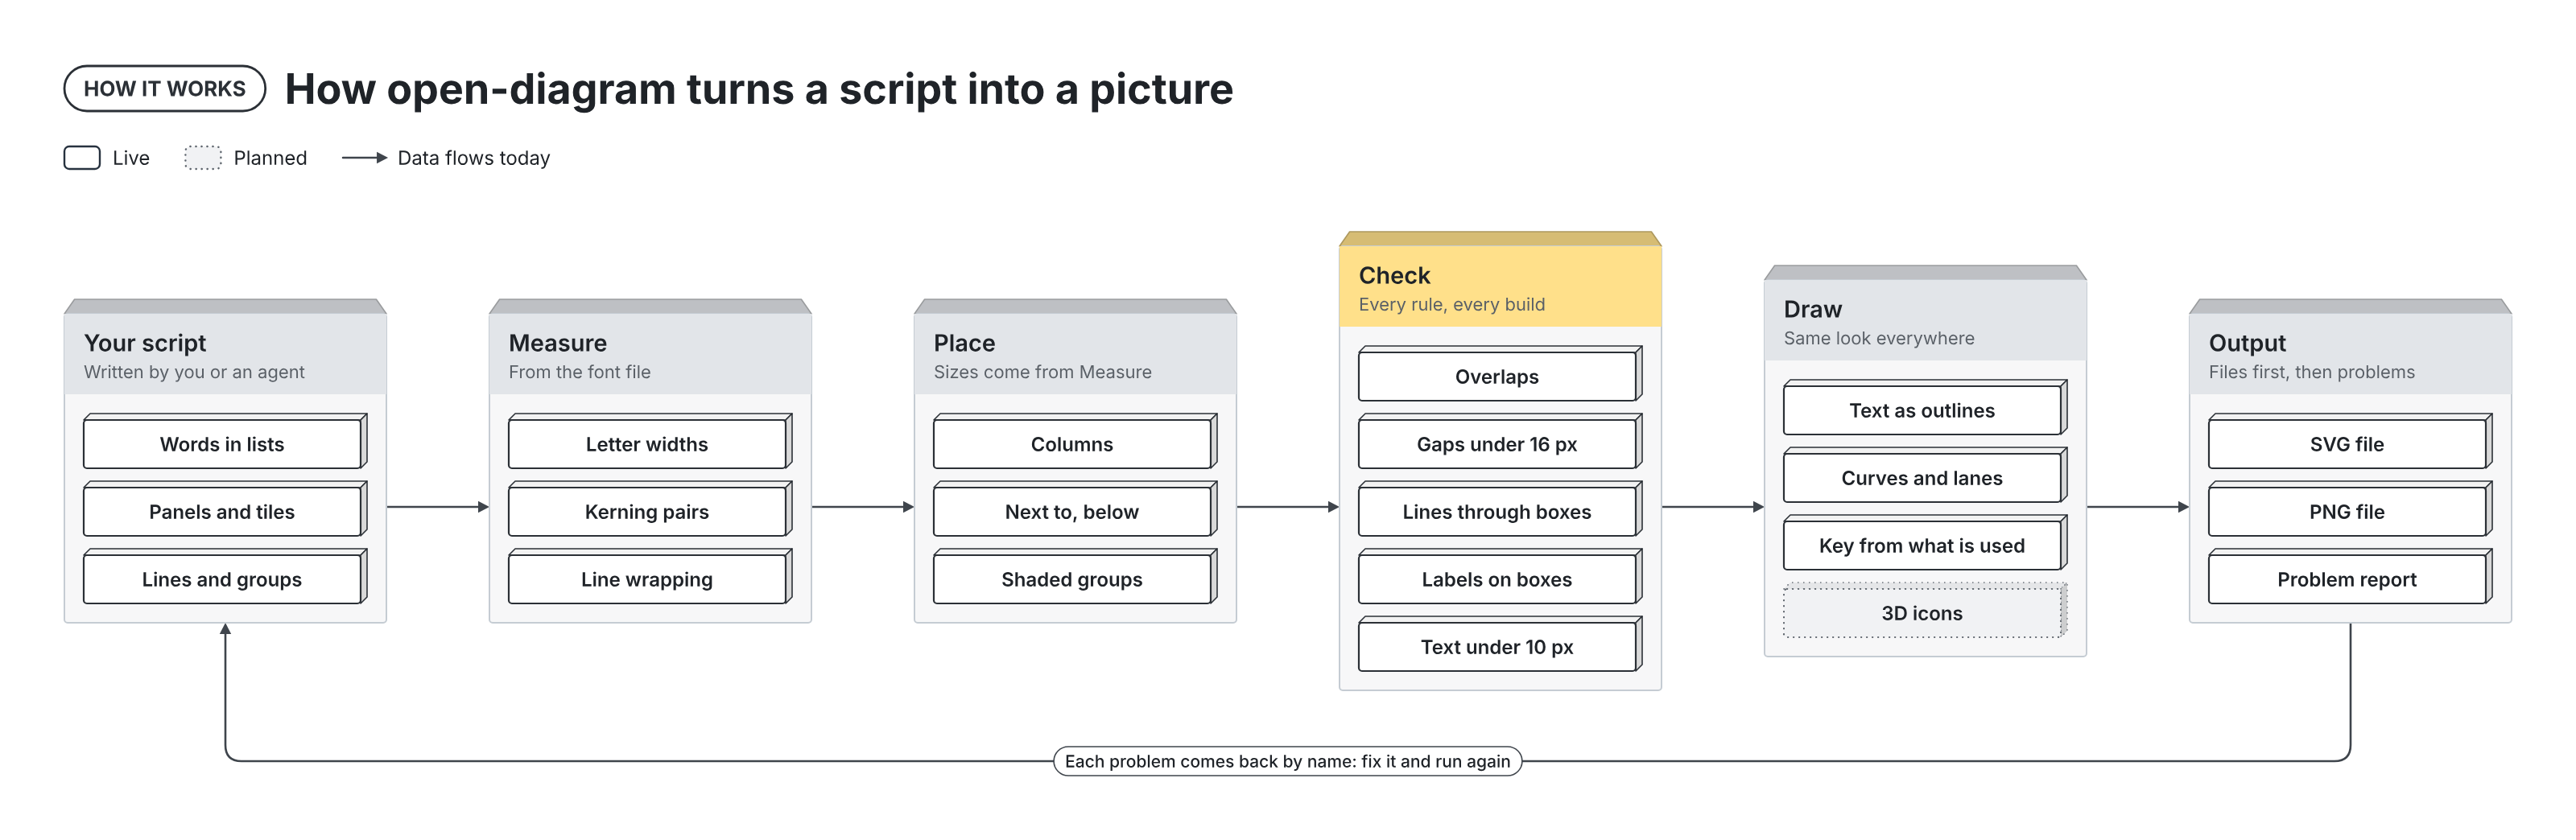 HOW IT WORKS
How open-diagram turns a script into a picture
Live
Planned
Data flows today
Your script
Written by you or an agent
Words in lists
Panels and tiles
Lines and groups
Measure
From the font file
Letter widths
Kerning pairs
Line wrapping
Place
Sizes come from Measure
Columns
Next to, below
Shaded groups
Check
Every rule, every build
Overlaps
Gaps under 16 px
Lines through boxes
Labels on boxes
Text under 10 px
Draw
Same look everywhere
Text as outlines
Curves and lanes
Key from what is used
3D icons
Output
Files first, then problems
SVG file
PNG file
Problem report
Each problem comes back by name: fix it and run again